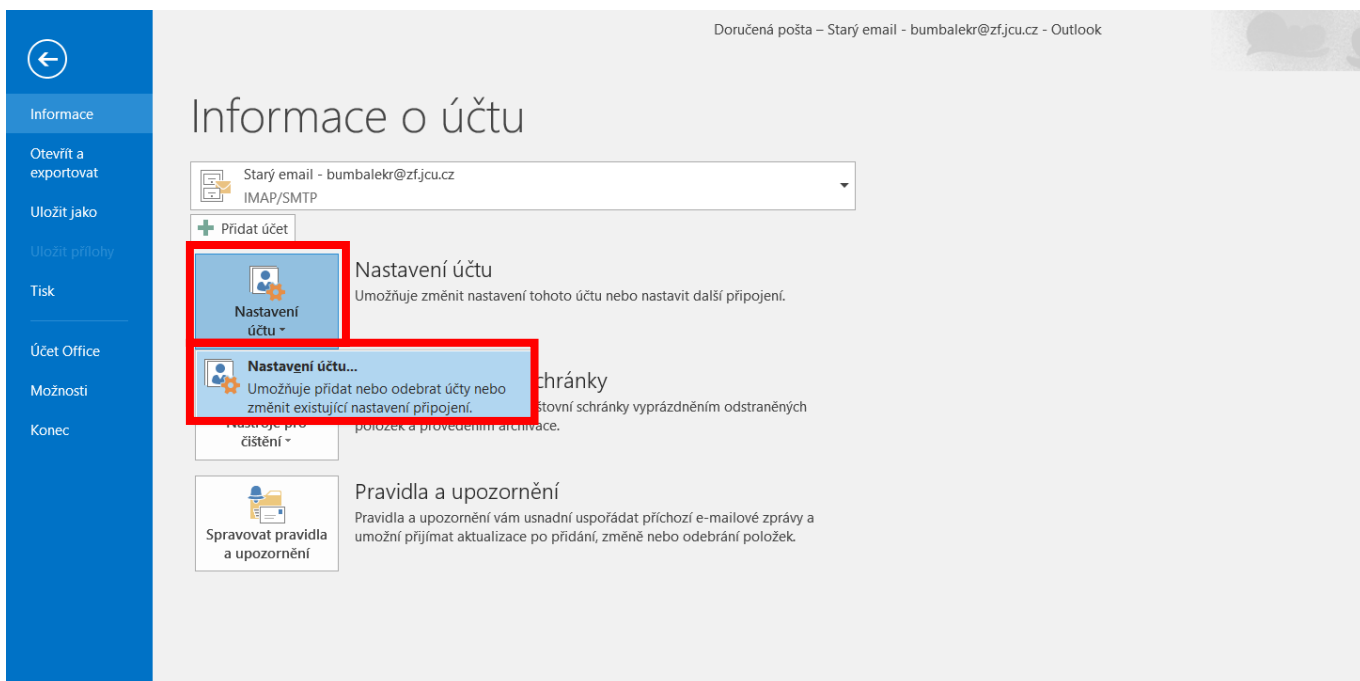 Doručená pošta – Starý email - bumbalekr@zf.jcu.cz - Outlook
Informace
Otevřít a
exportovat
Uložit jako
Uložit přílohy
Tisk
Účet Office
Možnosti
Konec
Informace o účtu
Starý email - bumbalekr@zf.jcu.cz
IMAP/SMTP
Přidat účet
Nastavení
účtu
Nastavení účtu
Umožňuje změnit nastavení tohoto účtu nebo nastavit další připojení.
Nastavení účtu...
Umožňuje přidat nebo odebrat účty nebo
změnit existující nastavení připojení.
chránky
štovní schránky vyprázdněním odstraněných
položek a provedením archivace.
Nástroje pro
čištění
Spravovat pravidla
a upozornění
Pravidla a upozornění
Pravidla a upozornění vám usnadní uspořádat příchozí e-mailové zprávy a
umožní přijímat aktualizace po přidání, změně nebo odebrání položek.